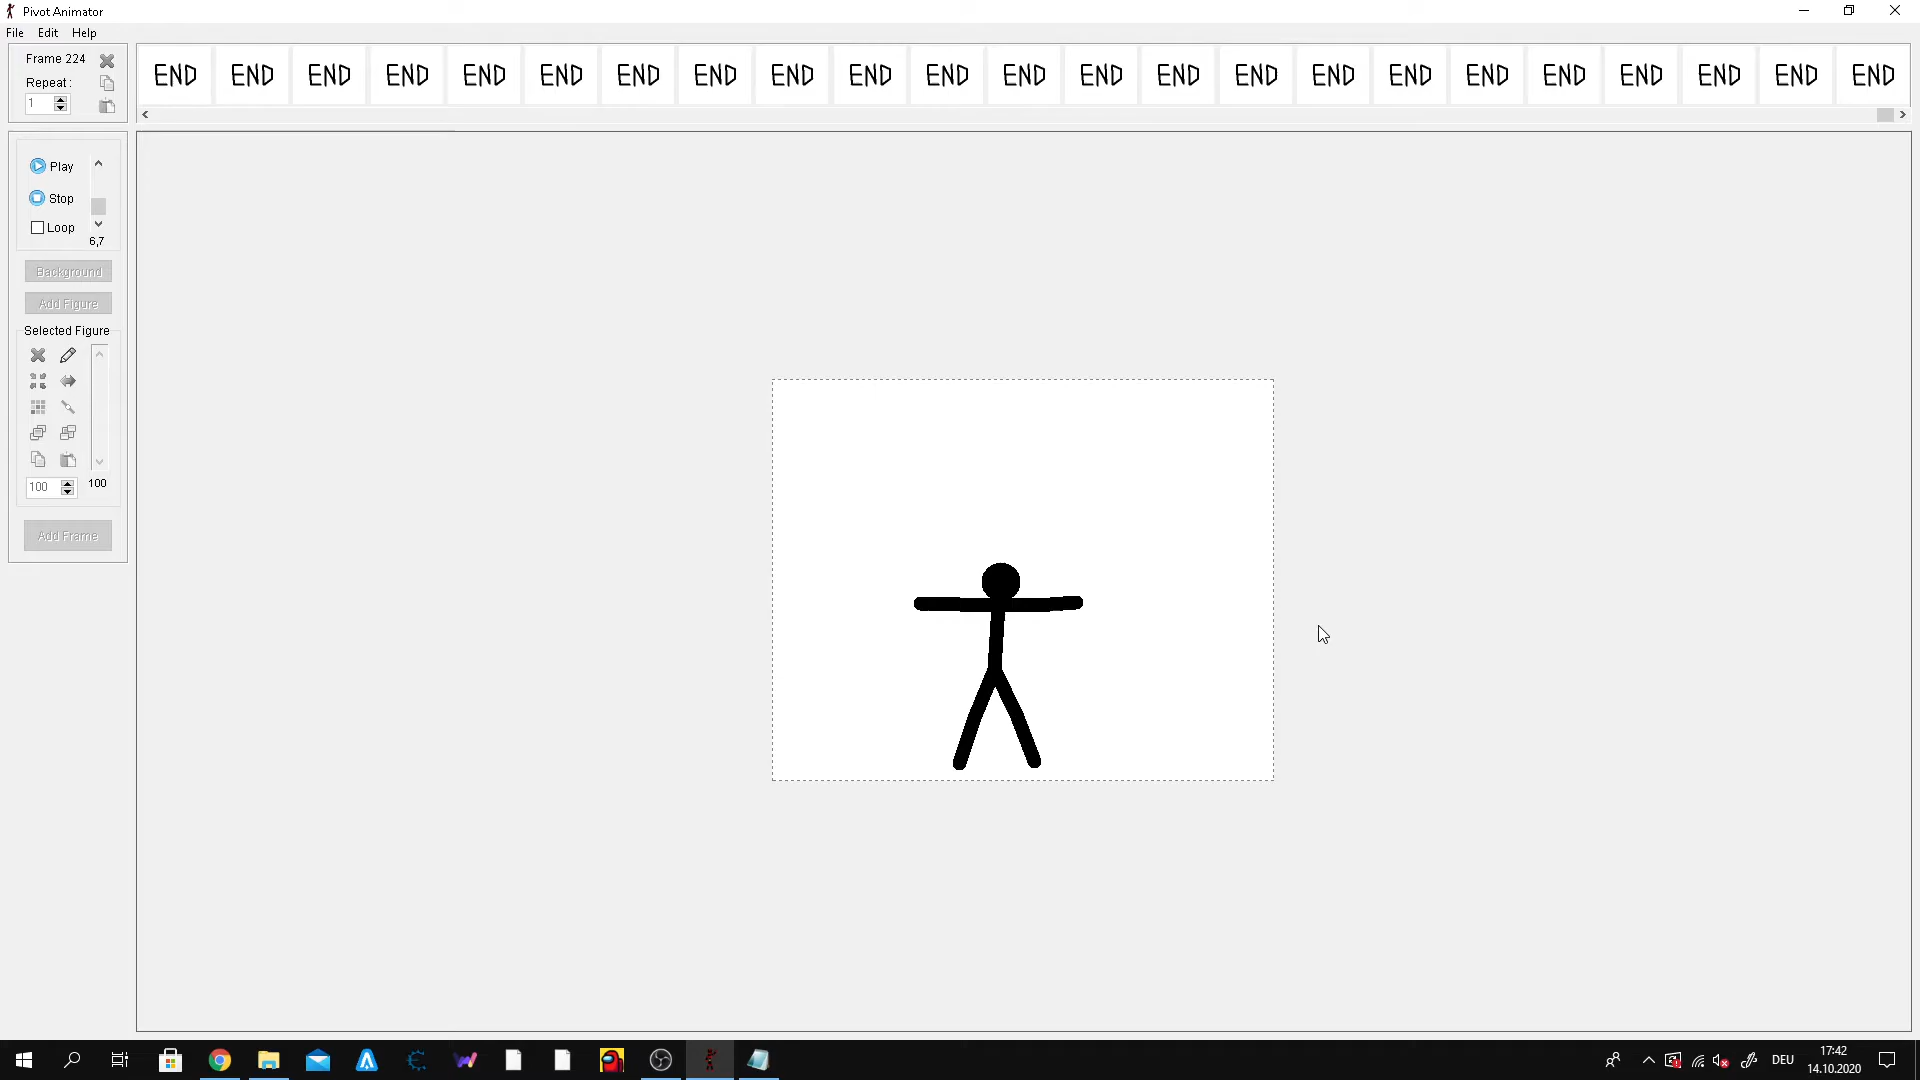 Pivot Animator
File Edit Help
Frame 224
Repeat :
1
END END END END END END END END END END END END END END END END END END END END END END END
Play
Stop
Loop
6,7
Background
Add Figure
Selected Figure
100 100
Add Frame
DEU
17:42
14.10.2020